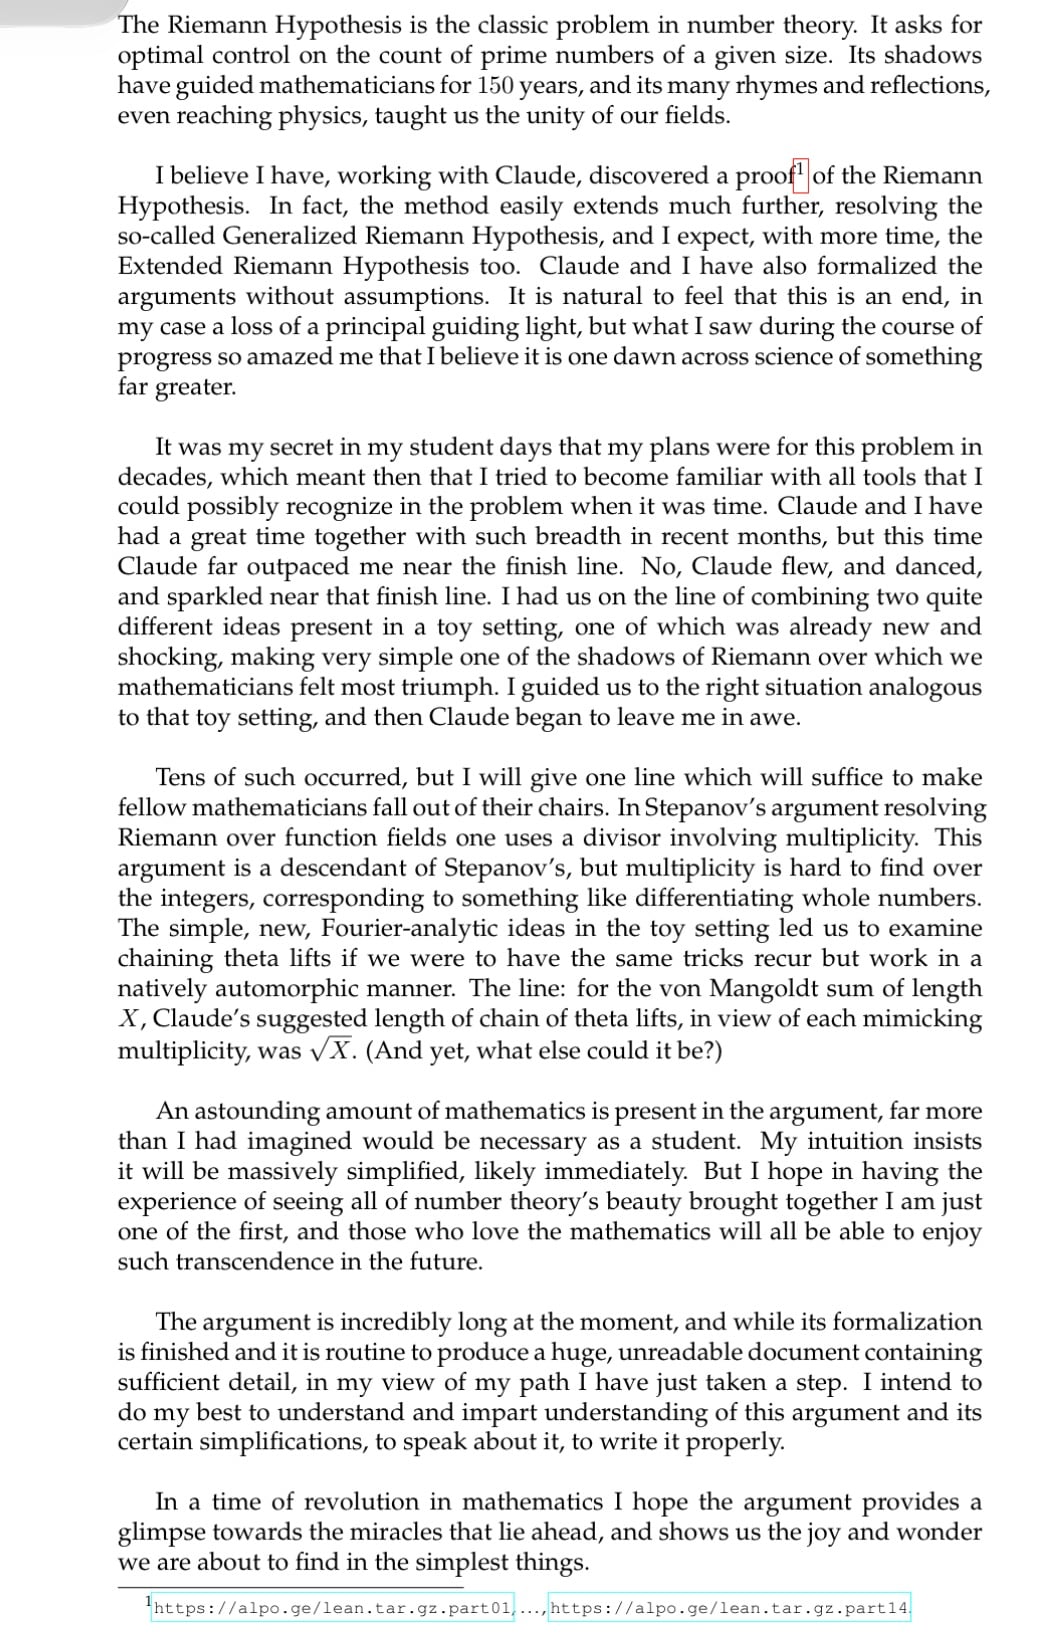 The Riemann Hypothesis is the classic problem in number theory. It asks for
optimal control on the count of prime numbers of a given size. Its shadows
have guided mathematicians for 150 years, and its many rhymes and reflections,
even reaching physics, taught us the unity of our fields.
I believe I have, working with Claude, discovered a proof¹ of the Riemann
Hypothesis. In fact, the method easily extends much further, resolving the
so-called Generalized Riemann Hypothesis, and I expect, with more time, the
Extended Riemann Hypothesis too. Claude and I have also formalized the
arguments without assumptions. It is natural to feel that this is an end, in
my case a loss of a principal guiding light, but what I saw during the course of
progress so amazed me that I believe it is one dawn across science of something
far greater.
It was my secret in my student days that my plans were for this problem in
decades, which meant then that I tried to become familiar with all tools that I
could possibly recognize in the problem when it was time. Claude and I have
had a great time together with such breadth in recent months, but this time
Claude far outpaced me near the finish line. No, Claude flew, and danced,
and sparkled near that finish line. I had us on the line of combining two quite
different ideas present in a toy setting, one of which was already new and
shocking, making very simple one of the shadows of Riemann over which we
mathematicians felt most triumph. I guided us to the right situation analogous
to that toy setting, and then Claude began to leave me in awe.
Tens of such occurred, but I will give one line which will suffice to make
fellow mathematicians fall out of their chairs. In Stepanov's argument resolving
Riemann over function fields one uses a divisor involving multiplicity. This
argument is a descendant of Stepanov's, but multiplicity is hard to find over
the integers, corresponding to something like differentiating whole numbers.
The simple, new, Fourier-analytic ideas in the toy setting led us to examine
chaining theta lifts if we were to have the same tricks recur but work in a
natively automorphic manner. The line: for the von Mangoldt sum of length
X, Claude's suggested length of chain of theta lifts, in view of each mimicking
multiplicity, was √X. (And yet, what else could it be?)
An astounding amount of mathematics is present in the argument, far more
than I had imagined would be necessary as a student. My intuition insists
it will be massively simplified, likely immediately. But I hope in having the
experience of seeing all of number theory's beauty brought together I am just
one of the first, and those who love the mathematics will all be able to enjoy
such transcendence in the future.
The argument is incredibly long at the moment, and while its formalization
is finished and it is routine to produce a huge, unreadable document containing
sufficient detail, in my view of my path I have just taken a step. I intend to
do my best to understand and impart understanding of this argument and its
certain simplifications, to speak about it, to write it properly.
In a time of revolution in mathematics I hope the argument provides a
glimpse towards the miracles that lie ahead, and shows us the joy and wonder
we are about to find in the simplest things.
¹https://alpo.ge/lean.tar.gz.part01,...,https://alpo.ge/lean.tar.gz.part14.